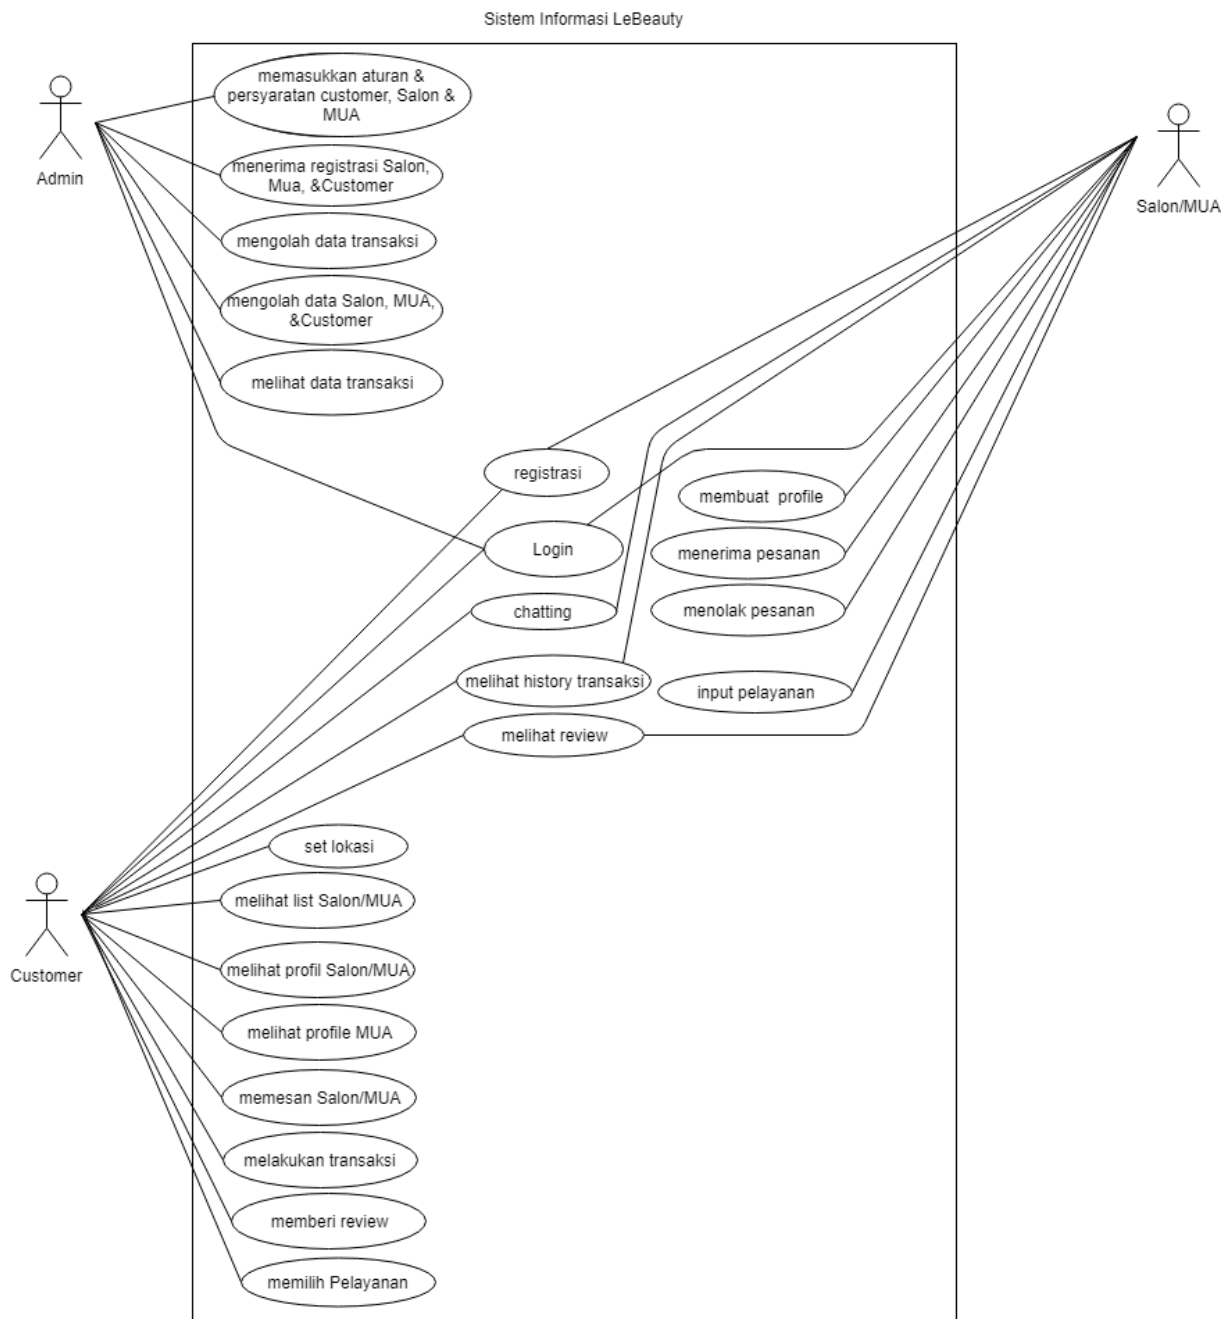 Sistem Informasi LeBeauty
memasukkan aturan &
persyaratan customer, Salon &
MUA
Admin
menerima registrasi Salon,
Mua, &Customer
Salon/MUA
mengolah data transaksi
mengolah data Salon, MUA,
&Customer
melihat data transaksi
registrasi
membuat profile
Login
menerima pesanan
chatting
menolak pesanan
melihat history transaksi
input pelayanan
melihat review
set lokasi
melihat list Salon/MUA
Customer
melihat profil Salon/MUA
melihat profile MUA
memesan Salon/MUA
melakukan transaksi
memberi review
memilih Pelayanan